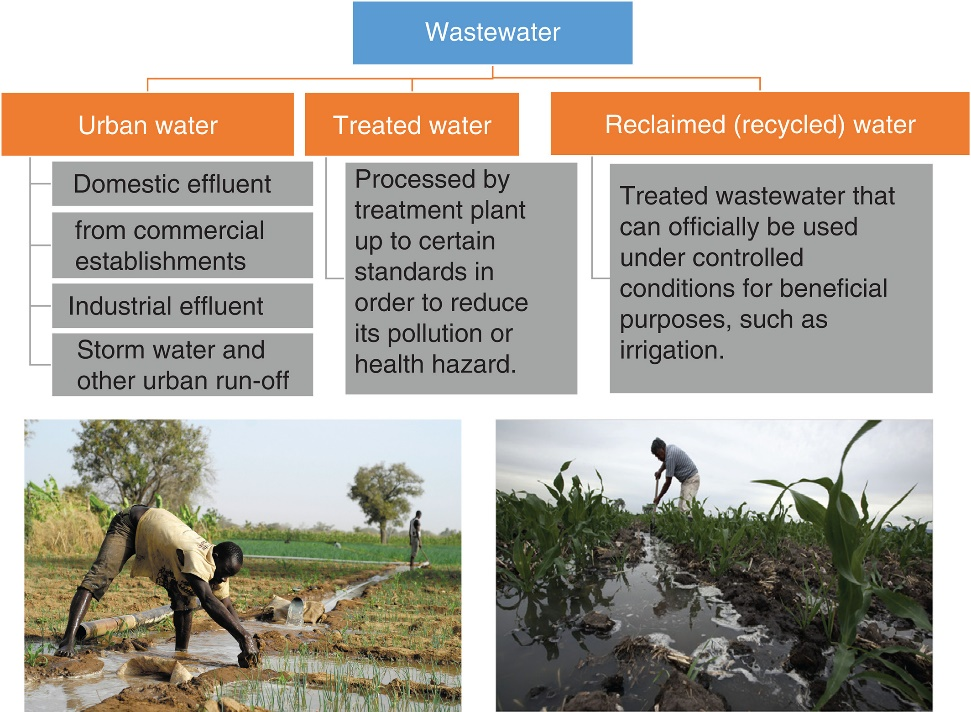 Wastewater
Urban water
Treated water
Reclaimed (recycled) water
Domestic effluent
from commercial
establishments
Industrial effluent
Storm water and
other urban run-off
Processed by
treatment plant
up to certain
standards in
order to reduce
its pollution or
health hazard.
Treated wastewater that
can officially be used
under controlled
conditions for beneficial
purposes, such as
irrigation.